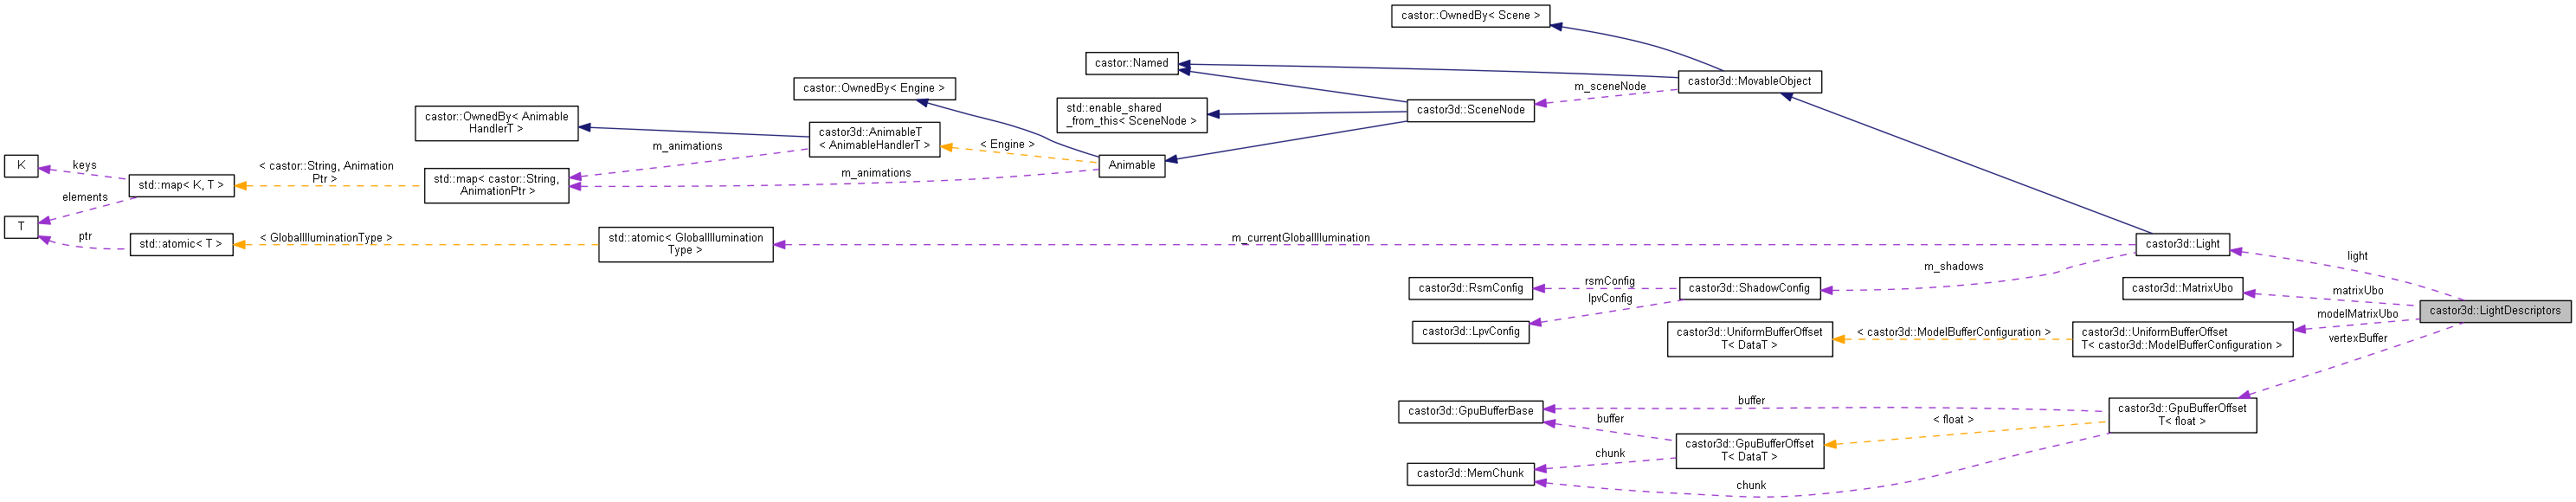 castor::OwnedBy< Scene >
castor::Named
castor3d::MovableObject
m_sceneNode
castor::OwnedBy< Engine >
castor3d::SceneNode
std::enable_shared
_from_this< SceneNode >
castor::OwnedBy< Animable
HandlerT >
castor3d::AnimableT
< AnimableHandlerT >
< Engine >
m_animations
Animable
K
keys
< castor::String, Animation
Ptr >
std::map< K, T >
std::map< castor::String,
AnimationPtr >
m_animations
elements
T
ptr
std::atomic< T >
< GlobalIlluminationType >
std::atomic< GlobalIllumination
Type >
m_currentGlobalIllumination
castor3d::Light
light
m_shadows
castor3d::RsmConfig
rsmConfig
castor3d::ShadowConfig
lpvConfig
castor3d::LpvConfig
castor3d::MatrixUbo
matrixUbo
castor3d::LightDescriptors
modelMatrixUbo
castor3d::UniformBufferOffset
T< DataT >
< castor3d::ModelBufferConfiguration >
castor3d::UniformBufferOffset
T< castor3d::ModelBufferConfiguration >
vertexBuffer
castor3d::GpuBufferBase
buffer
buffer
< float >
castor3d::GpuBufferOffset
T< float >
castor3d::GpuBufferOffset
T< DataT >
chunk
castor3d::MemChunk
chunk